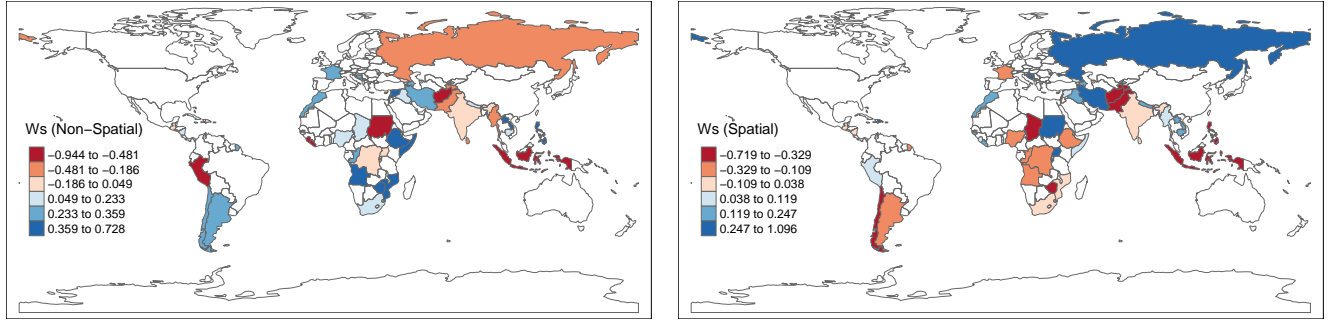 Ws (Non−Spatial)
−0.944 to −0.481
−0.481 to −0.186
−0.186 to 0.049
0.049 to 0.233
0.233 to 0.359
0.359 to 0.728
Ws (Spatial)
−0.719 to −0.329
−0.329 to −0.109
−0.109 to 0.038
0.038 to 0.119
0.119 to 0.247
0.247 to 1.096